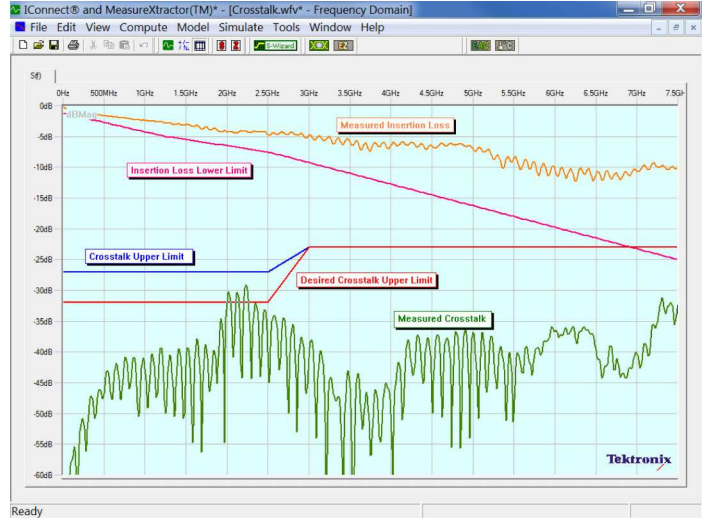 IConnect® and MeasureXtractor(TM)* - [Crosstalk.wfv* - Frequency Domain]
File Edit View Compute Model Simulate Tools Window Help
S-Wizard EZ
S(f)
0Hz 500MHz 1GHz 1.5GHz 2GHz 2.5GHz 3GHz 3.5GHz 4GHz 4.5GHz 5GHz 5.5GHz 6GHz 6.5GHz 7GHz 7.5GH
0dB
dBMag
Measured Insertion Loss
-5dB
-10dB
Insertion Loss Lower Limit
-15dB
-20dB
-25dB
Crosstalk Upper Limit
Desired Crosstalk Upper Limit
-30dB
Measured Crosstalk
-35dB
-40dB
-45dB
-50dB
-55dB
Tektronix
-60dB
Ready